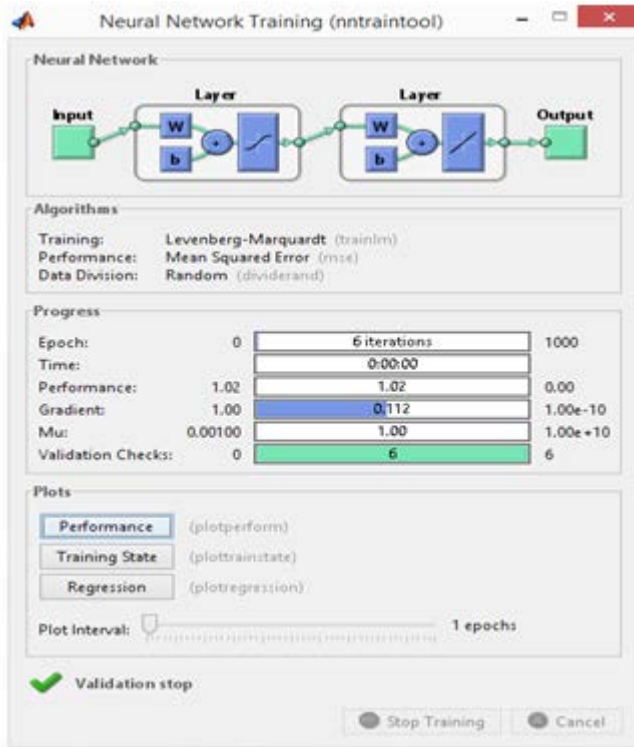 Neural Network Training (nntraintool)
Neural Network
Layer Layer
Input Output
W W
b b
Algorithms
Training: Levenberg-Marquardt (trainlm)
Performance: Mean Squared Error (mse)
Data Division: Random (dividerand)
Progress
Epoch: 0 6 iterations 1000
Time: 0:00:00
Performance: 1.02 1.02 0.00
Gradient: 1.00 0.112 1.00e-10
Mu: 0.00100 1.00 1.00e+10
Validation Checks: 0 6 6
Plots
Performance (plotperform)
Training State (plottrainstate)
Regression (plotregression)
Plot Interval: 1 epochs
Validation stop
Stop Training Cancel